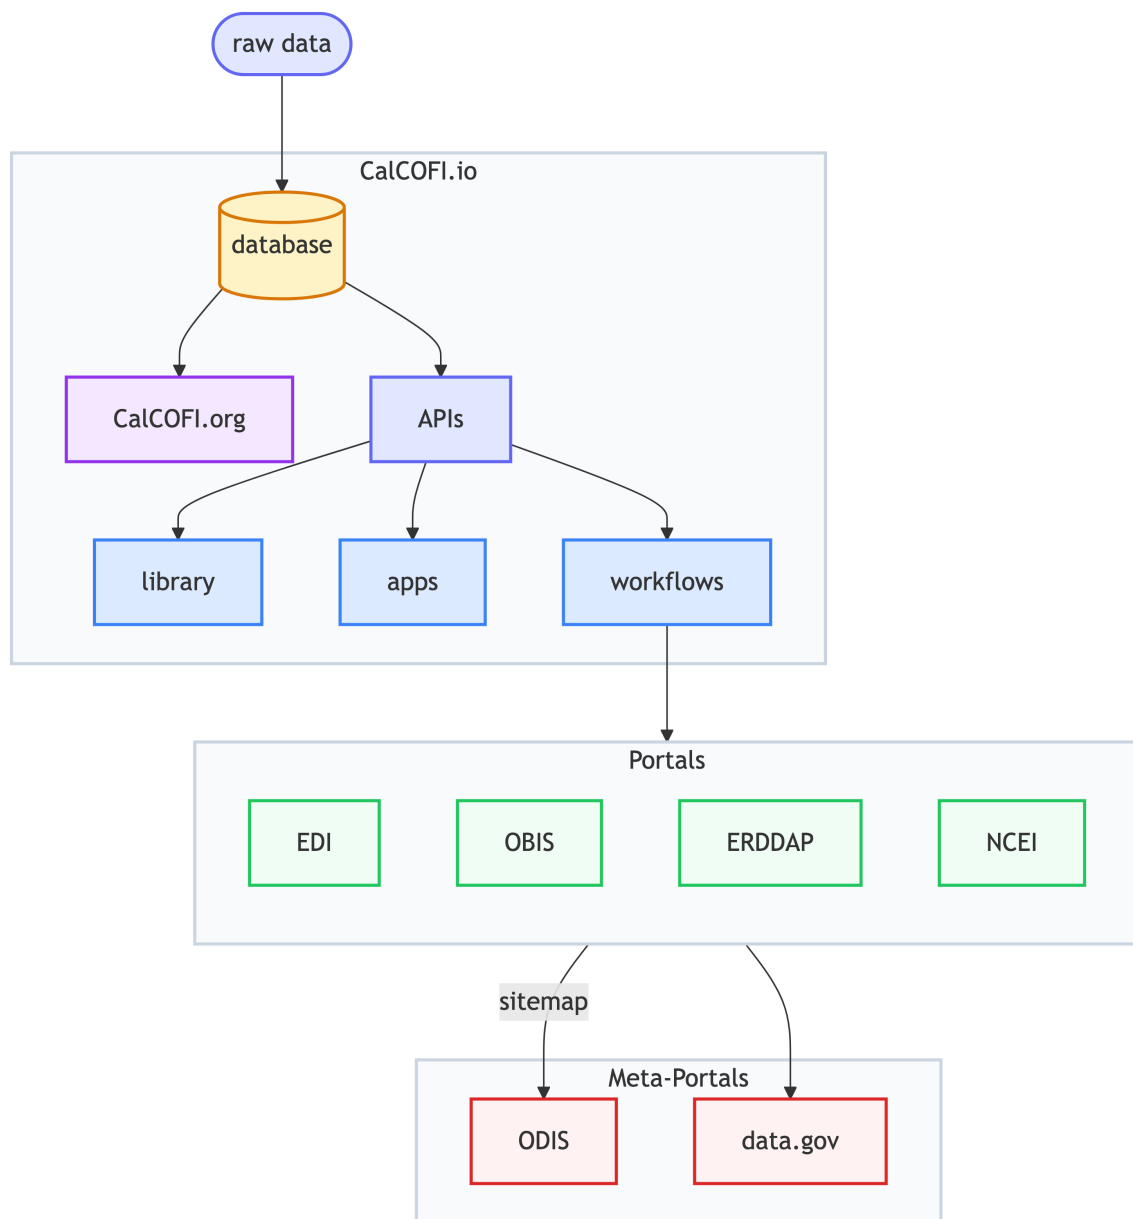 raw data
CalCOFI.io
database
CalCOFI.org
APIs
library
apps
workflows
Portals
EDI
OBIS
ERDDAP
NCEI
sitemap
Meta-Portals
ODIS
data.gov